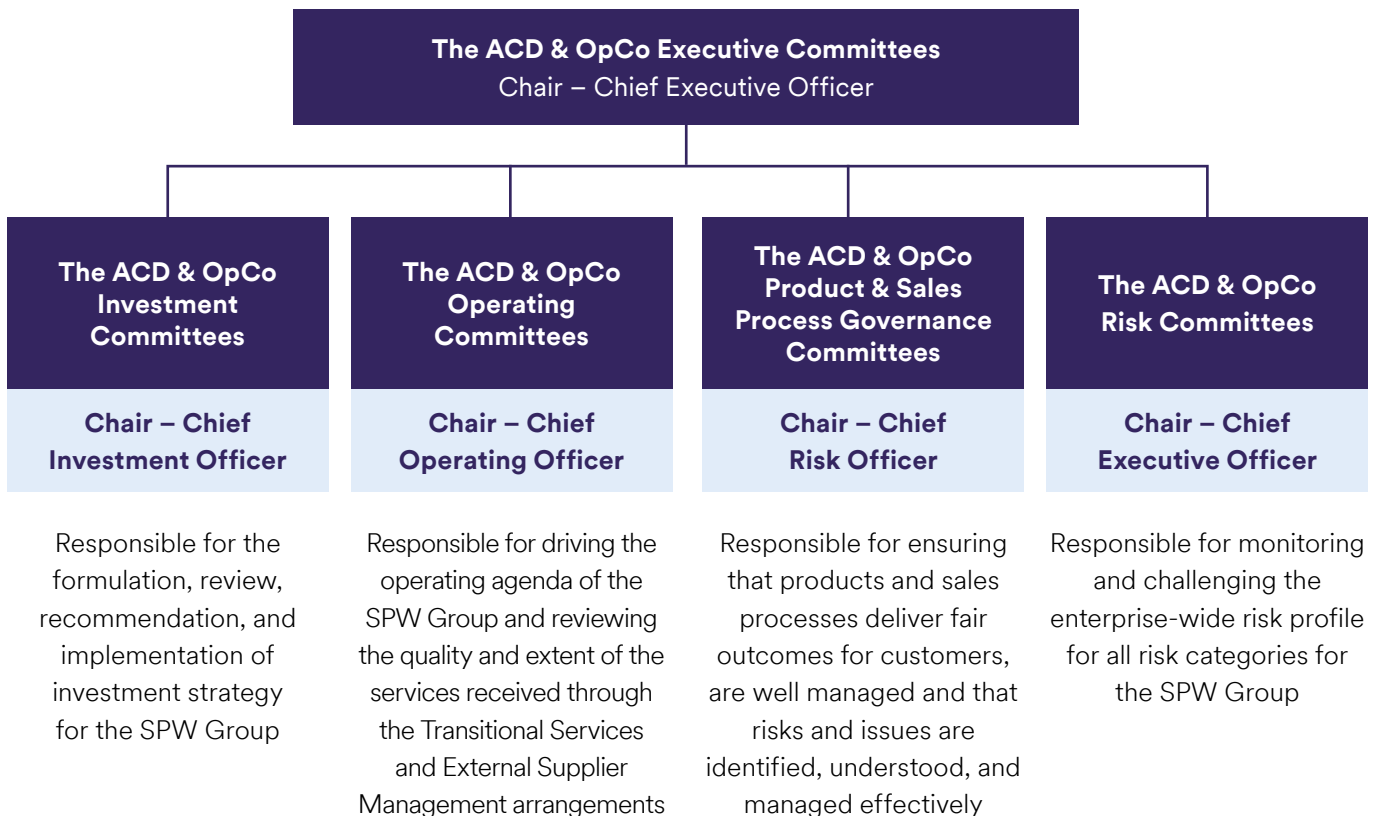 The ACD & OpCo Executive Committees
Chair – Chief Executive Officer
The ACD & OpCo
Investment
Committees
Chair – Chief
Investment Officer
Responsible for the
formulation, review,
recommendation, and
implementation of
investment strategy
for the SPW Group
The ACD & OpCo
Operating
Committees
Chair – Chief
Operating Officer
Responsible for driving the
operating agenda of the
SPW Group and reviewing
the quality and extent of the
services received through
the Transitional Services
and External Supplier
Management arrangements
The ACD & OpCo
Product & Sales
Process Governance
Committees
Chair – Chief
Risk Officer
Responsible for ensuring
that products and sales
processes deliver fair
outcomes for customers,
are well managed and that
risks and issues are
identified, understood, and
managed effectively
The ACD & OpCo
Risk Committees
Chair – Chief
Executive Officer
Responsible for monitoring
and challenging the
enterprise-wide risk profile
for all risk categories for
the SPW Group